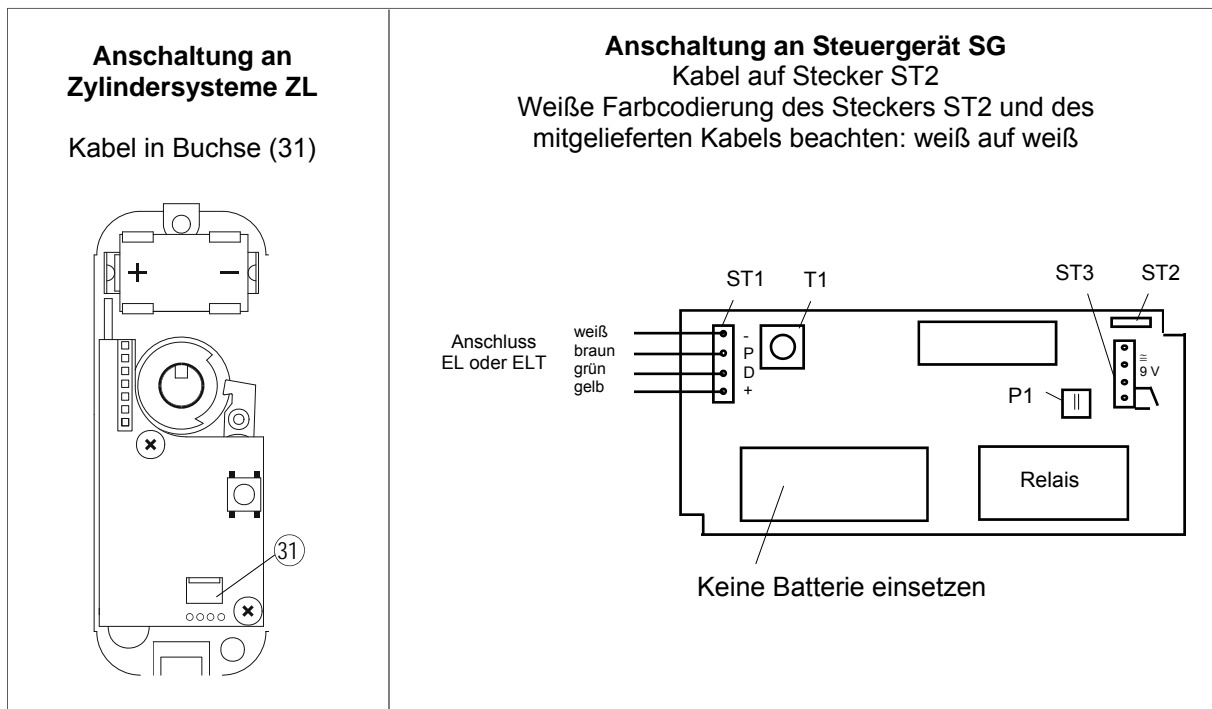 Anschaltung an
Zylindersysteme ZL
Kabel in Buchse (31)
+ −
31
Anschaltung an Steuergerät SG
Kabel auf Stecker ST2
Weiße Farbcodierung des Steckers ST2 und des
mitgelieferten Kabels beachten: weiß auf weiß
ST1 T1 ST3 ST2
Anschluss
EL oder ELT
weiß -
braun P
grün D
gelb +
≅
9 V
P1
Relais
Keine Batterie einsetzen